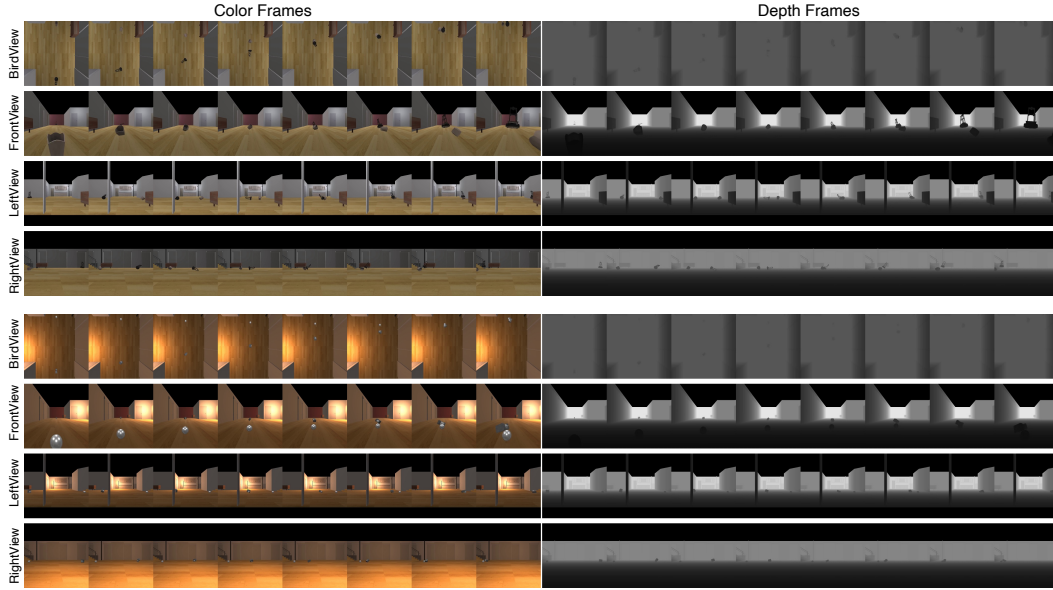 Color Frames
Depth Frames
BirdView
FrontView
LeftView
RightView
BirdView
FrontView
LeftView
RightView